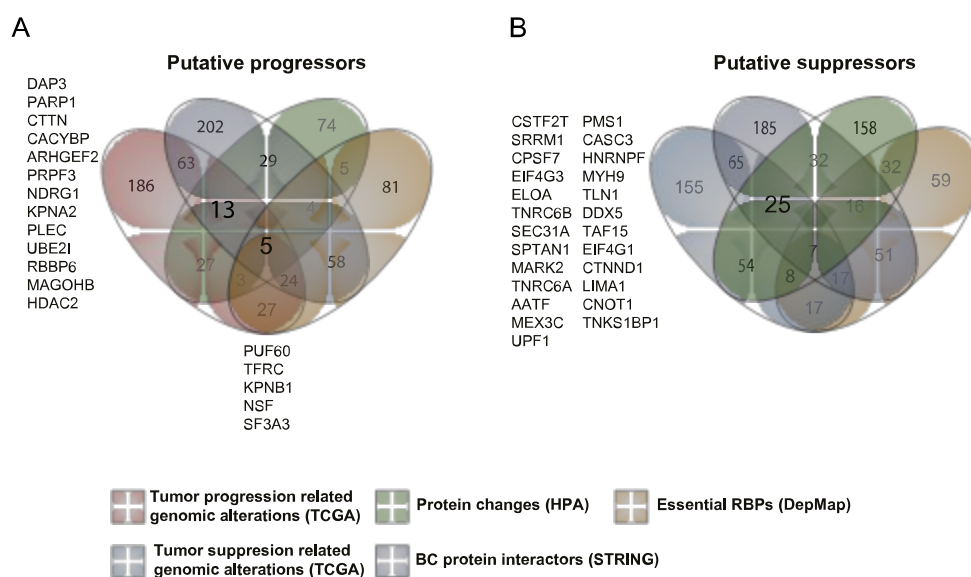 A
B
Putative progressors
Putative suppressors
DAP3
PARP1
CTTN
CACYBP
ARHGEF2
PRPF3
NDRG1
KPNA2
PLEC
UBE2I
RBBP6
MAGOHB
HDAC2
202
74
63
29
5
186
81
13
4
5
27
58
3
24
27
PUF60
TFRC
KPNB1
NSF
SF3A3
CSTF2T PMS1
SRRM1 CASC3
CPSF7 HNRNPF
EIF4G3 MYH9
ELOA TLN1
TNRC6B DDX5
SEC31A TAF15
SPTAN1 EIF4G1
MARK2 CTNND1
TNRC6A LIMA1
AATF CNOT1
MEX3C TNKS1BP1
UPF1
185
158
65
32
32
155
59
25
16
7
54
51
8
17
17
Tumor progression related
genomic alterations (TCGA)
Protein changes (HPA)
Essential RBPs (DepMap)
Tumor suppresion related
genomic alterations (TCGA)
BC protein interactors (STRING)